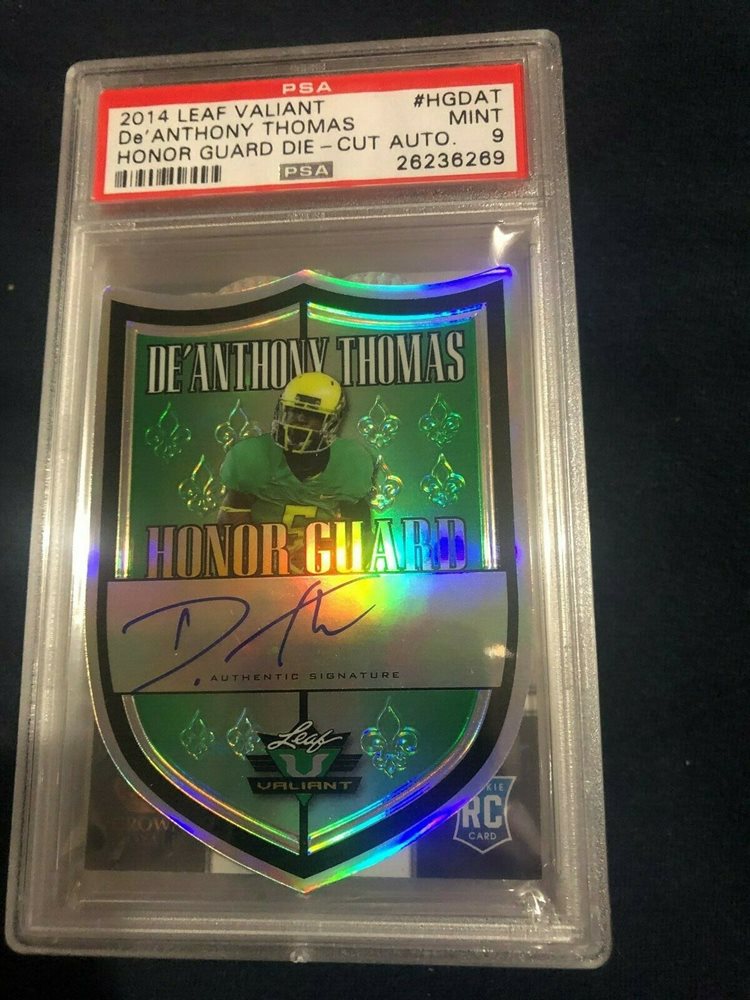 PSA
2014 LEAF VALIANT #HGDAT
De'ANTHONY THOMAS MINT
HONOR GUARD DIE-CUT AUTO. 9
PSA 26236269
DE'ANTHONY THOMAS
HONOR GUARD
AUTHENTIC SIGNATURE
Leaf
VALIANT
RC
CARD